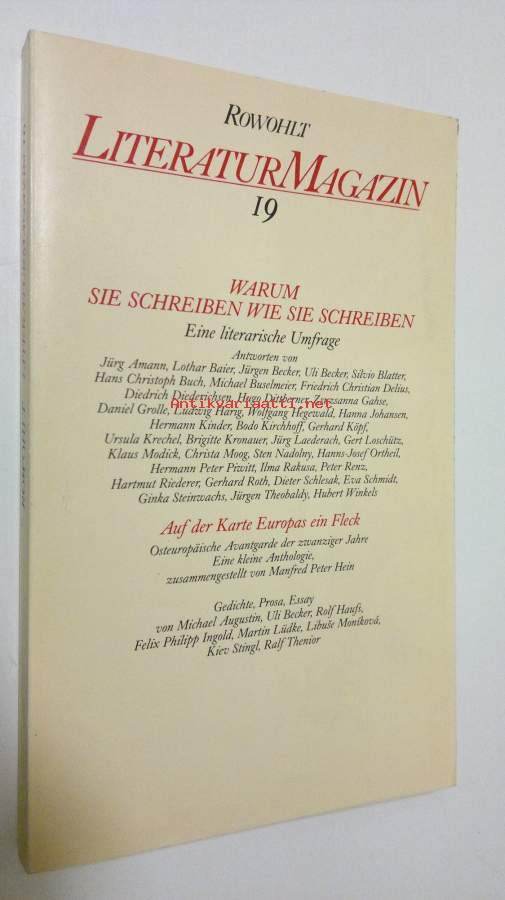 ROWOHLT
LITERATURMAGAZIN
19
WARUM
SIE SCHREIBEN WIE SIE SCHREIBEN
Eine literarische Umfrage
Antworten von
Jürg Amann, Lothar Baier, Jürgen Becker, Uli Becker, Silvio Blatter,
Hans Christoph Buch, Michael Buselmeier, Friedrich Christian Delius,
Diedrich Diederichsen, Hugo Dittberner, Zsuzsanna Gahse,
antikvariaatti.net
Daniel Grolle, Ludwig Harig, Wolfgang Hegewald, Hanna Johansen,
Hermann Kinder, Bodo Kirchhoff, Gerhard Köpf,
Ursula Krechel, Brigitte Kronauer, Jürg Laederach, Gert Loschütz,
Klaus Modick, Christa Moog, Sten Nadolny, Hanns-Josef Ortheil,
Hermann Peter Piwitt, Ilma Rakusa, Peter Renz,
Hartmut Riederer, Gerhard Roth, Dieter Schlesak, Eva Schmidt,
Ginka Steinwachs, Jürgen Theobaldy, Hubert Winkels
Auf der Karte Europas ein Fleck
Osteuropäische Avantgarde der zwanziger Jahre
Eine kleine Anthologie,
zusammengestellt von Manfred Peter Hein
Gedichte, Prosa, Essay
von Michael Augustin, Uli Becker, Rolf Haufs,
Felix Philipp Ingold, Martin Lüdke, Libuše Moníková,
Kiev Stingl, Ralf Thenior